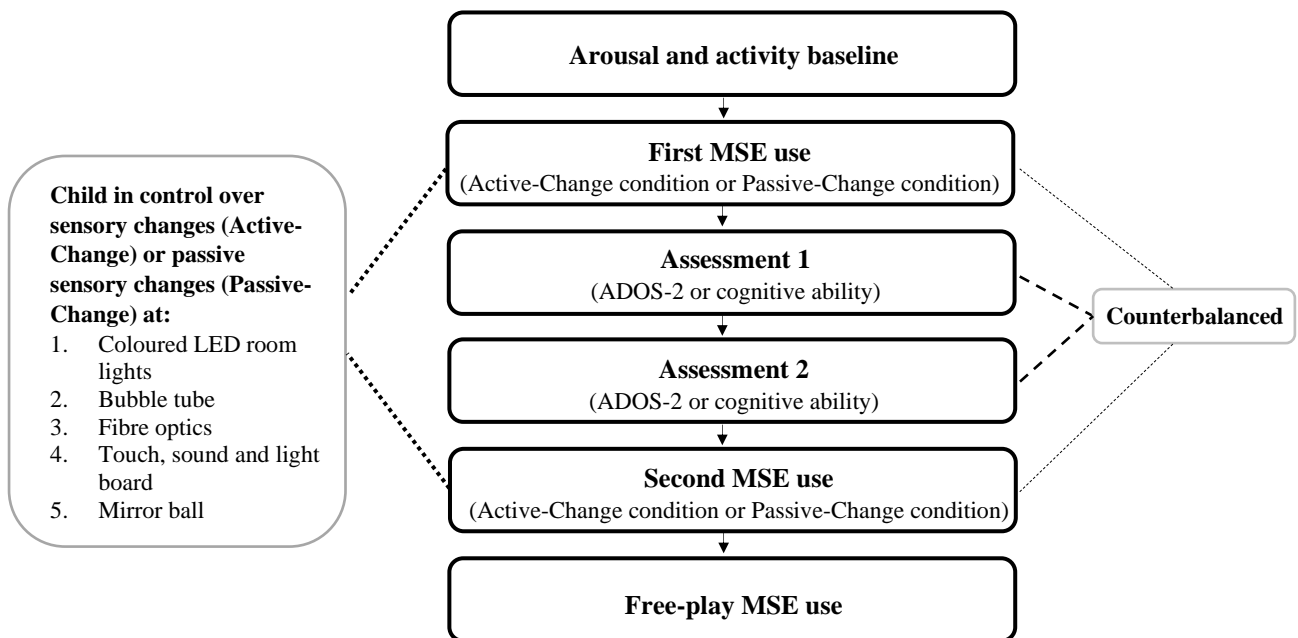 Arousal and activity baseline
First MSE use
(Active-Change condition or Passive-Change condition)
Child in control over
sensory changes (Active-
Change) or passive
sensory changes (Passive-
Change) at:
1. Coloured LED room
lights
2. Bubble tube
3. Fibre optics
4. Touch, sound and light
board
5. Mirror ball
Assessment 1
(ADOS-2 or cognitive ability)
Counterbalanced
Assessment 2
(ADOS-2 or cognitive ability)
Second MSE use
(Active-Change condition or Passive-Change condition)
Free-play MSE use